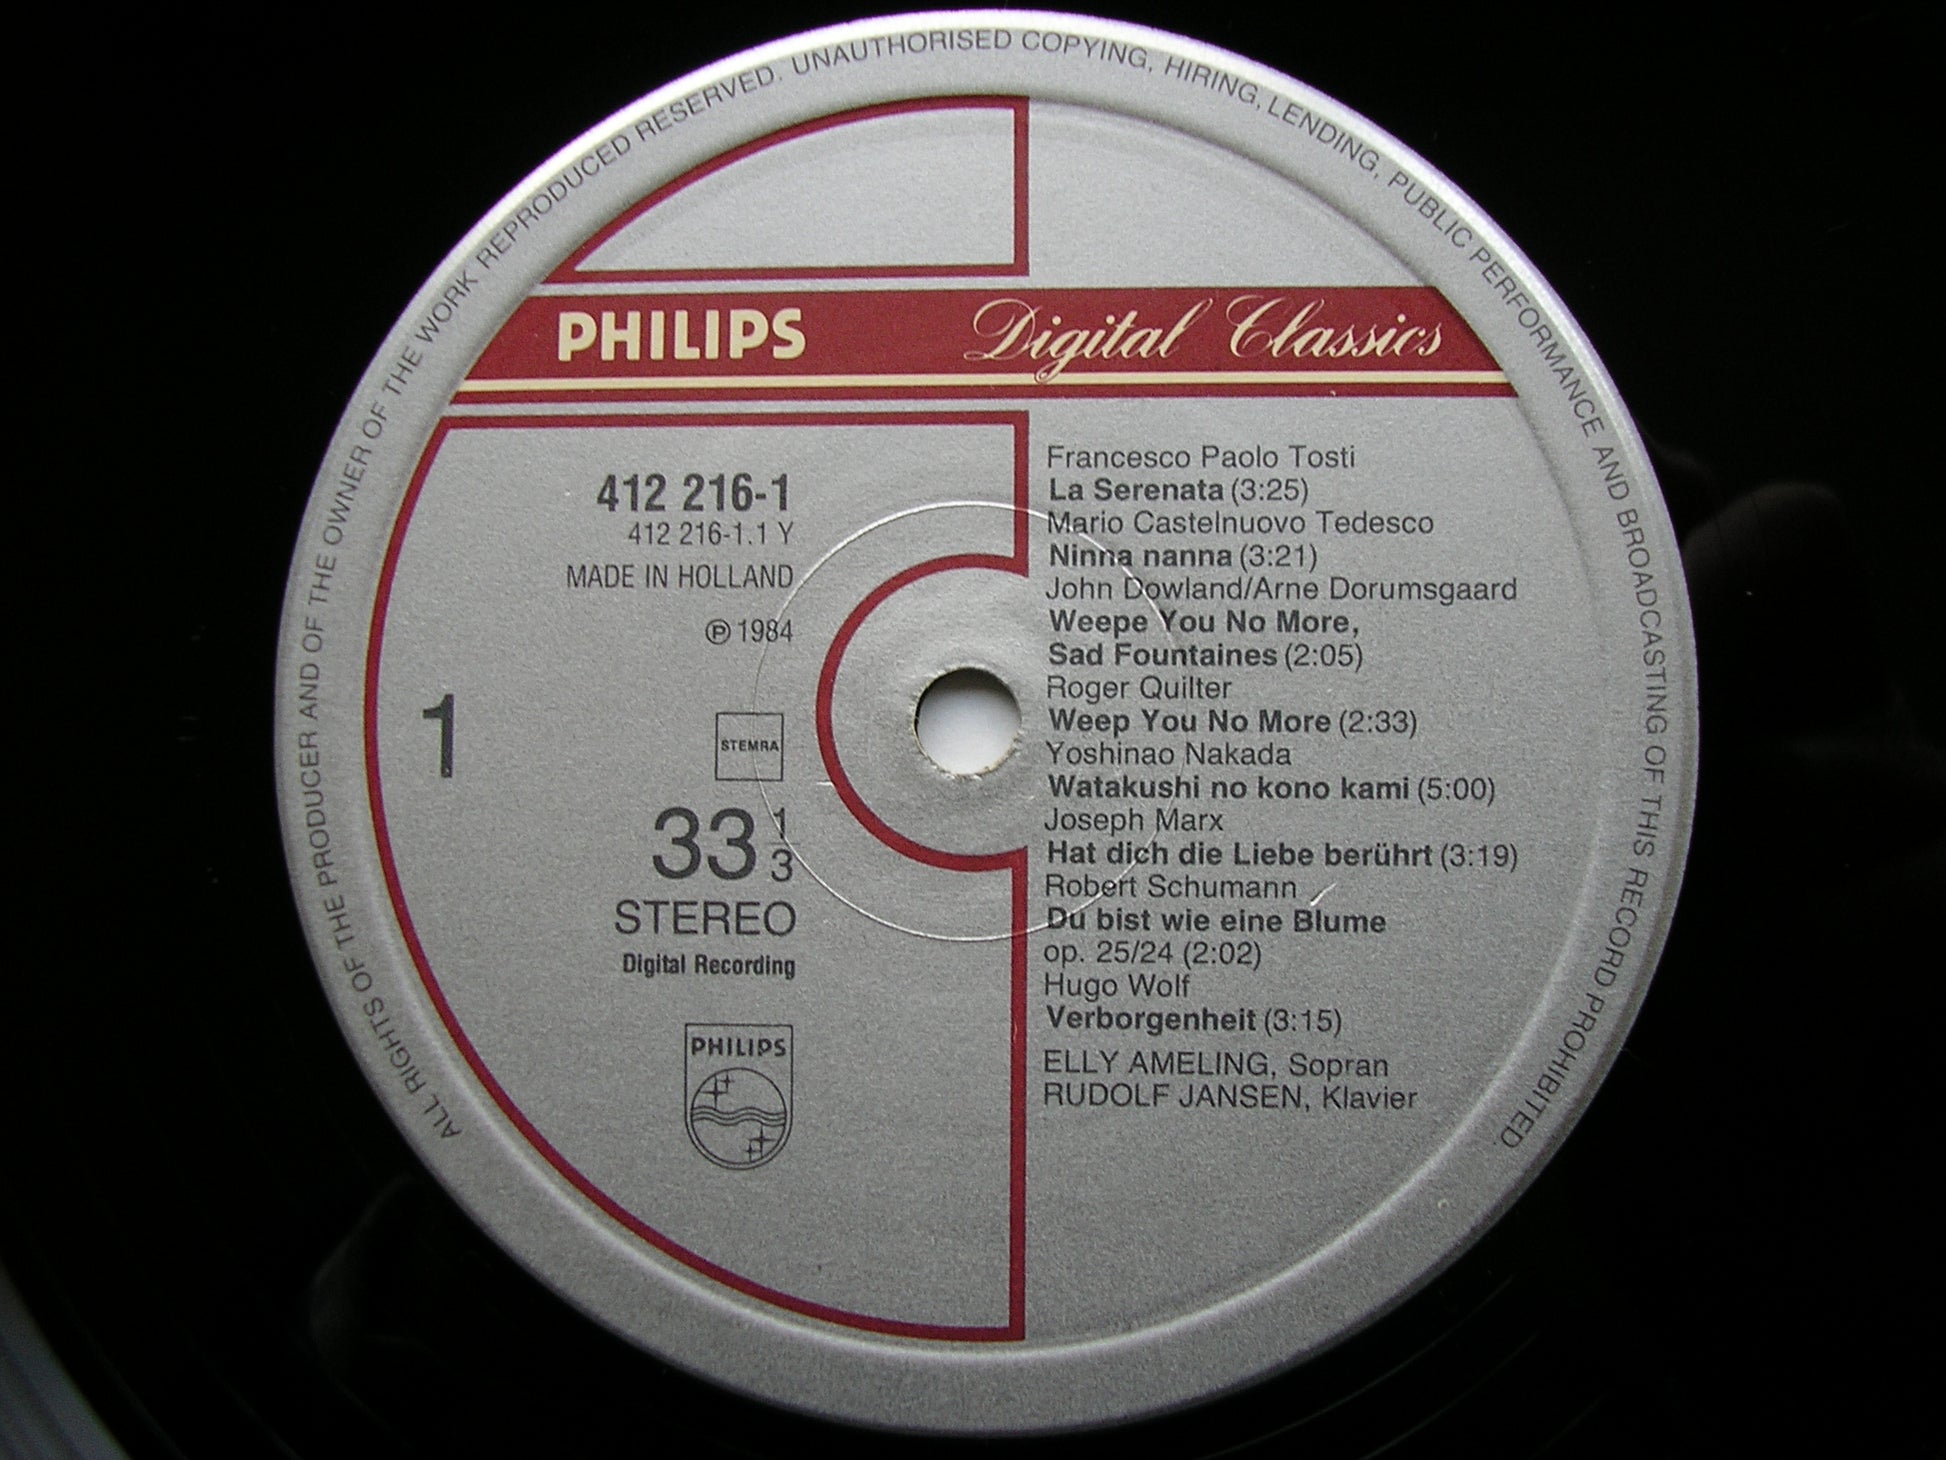 ALL RIGHTS OF THE PRODUCER AND OF THE OWNER OF THE WORK REPRODUCED RESERVED. UNAUTHORISED COPYING, HIRING, LENDING, PUBLIC PERFORMANCE AND BROADCASTING OF THIS RECORD PROHIBITED.
PHILIPS Digital Classics
412 216-1
412 216-1.1 Y
MADE IN HOLLAND
℗ 1984
1
STEMRA
33 1/3
STEREO
Digital Recording
PHILIPS
Francesco Paolo Tosti
La Serenata (3:25)
Mario Castelnuovo Tedesco
Ninna nanna (3:21)
John Dowland/Arne Dorumsgaard
Weepe You No More,
Sad Fountaines (2:05)
Roger Quilter
Weep You No More (2:33)
Yoshinao Nakada
Watakushi no kono kami (5:00)
Joseph Marx
Hat dich die Liebe berührt (3:19)
Robert Schumann
Du bist wie eine Blume
op. 25/24 (2:02)
Hugo Wolf
Verborgenheit (3:15)
ELLY AMELING, Sopran
RUDOLF JANSEN, Klavier